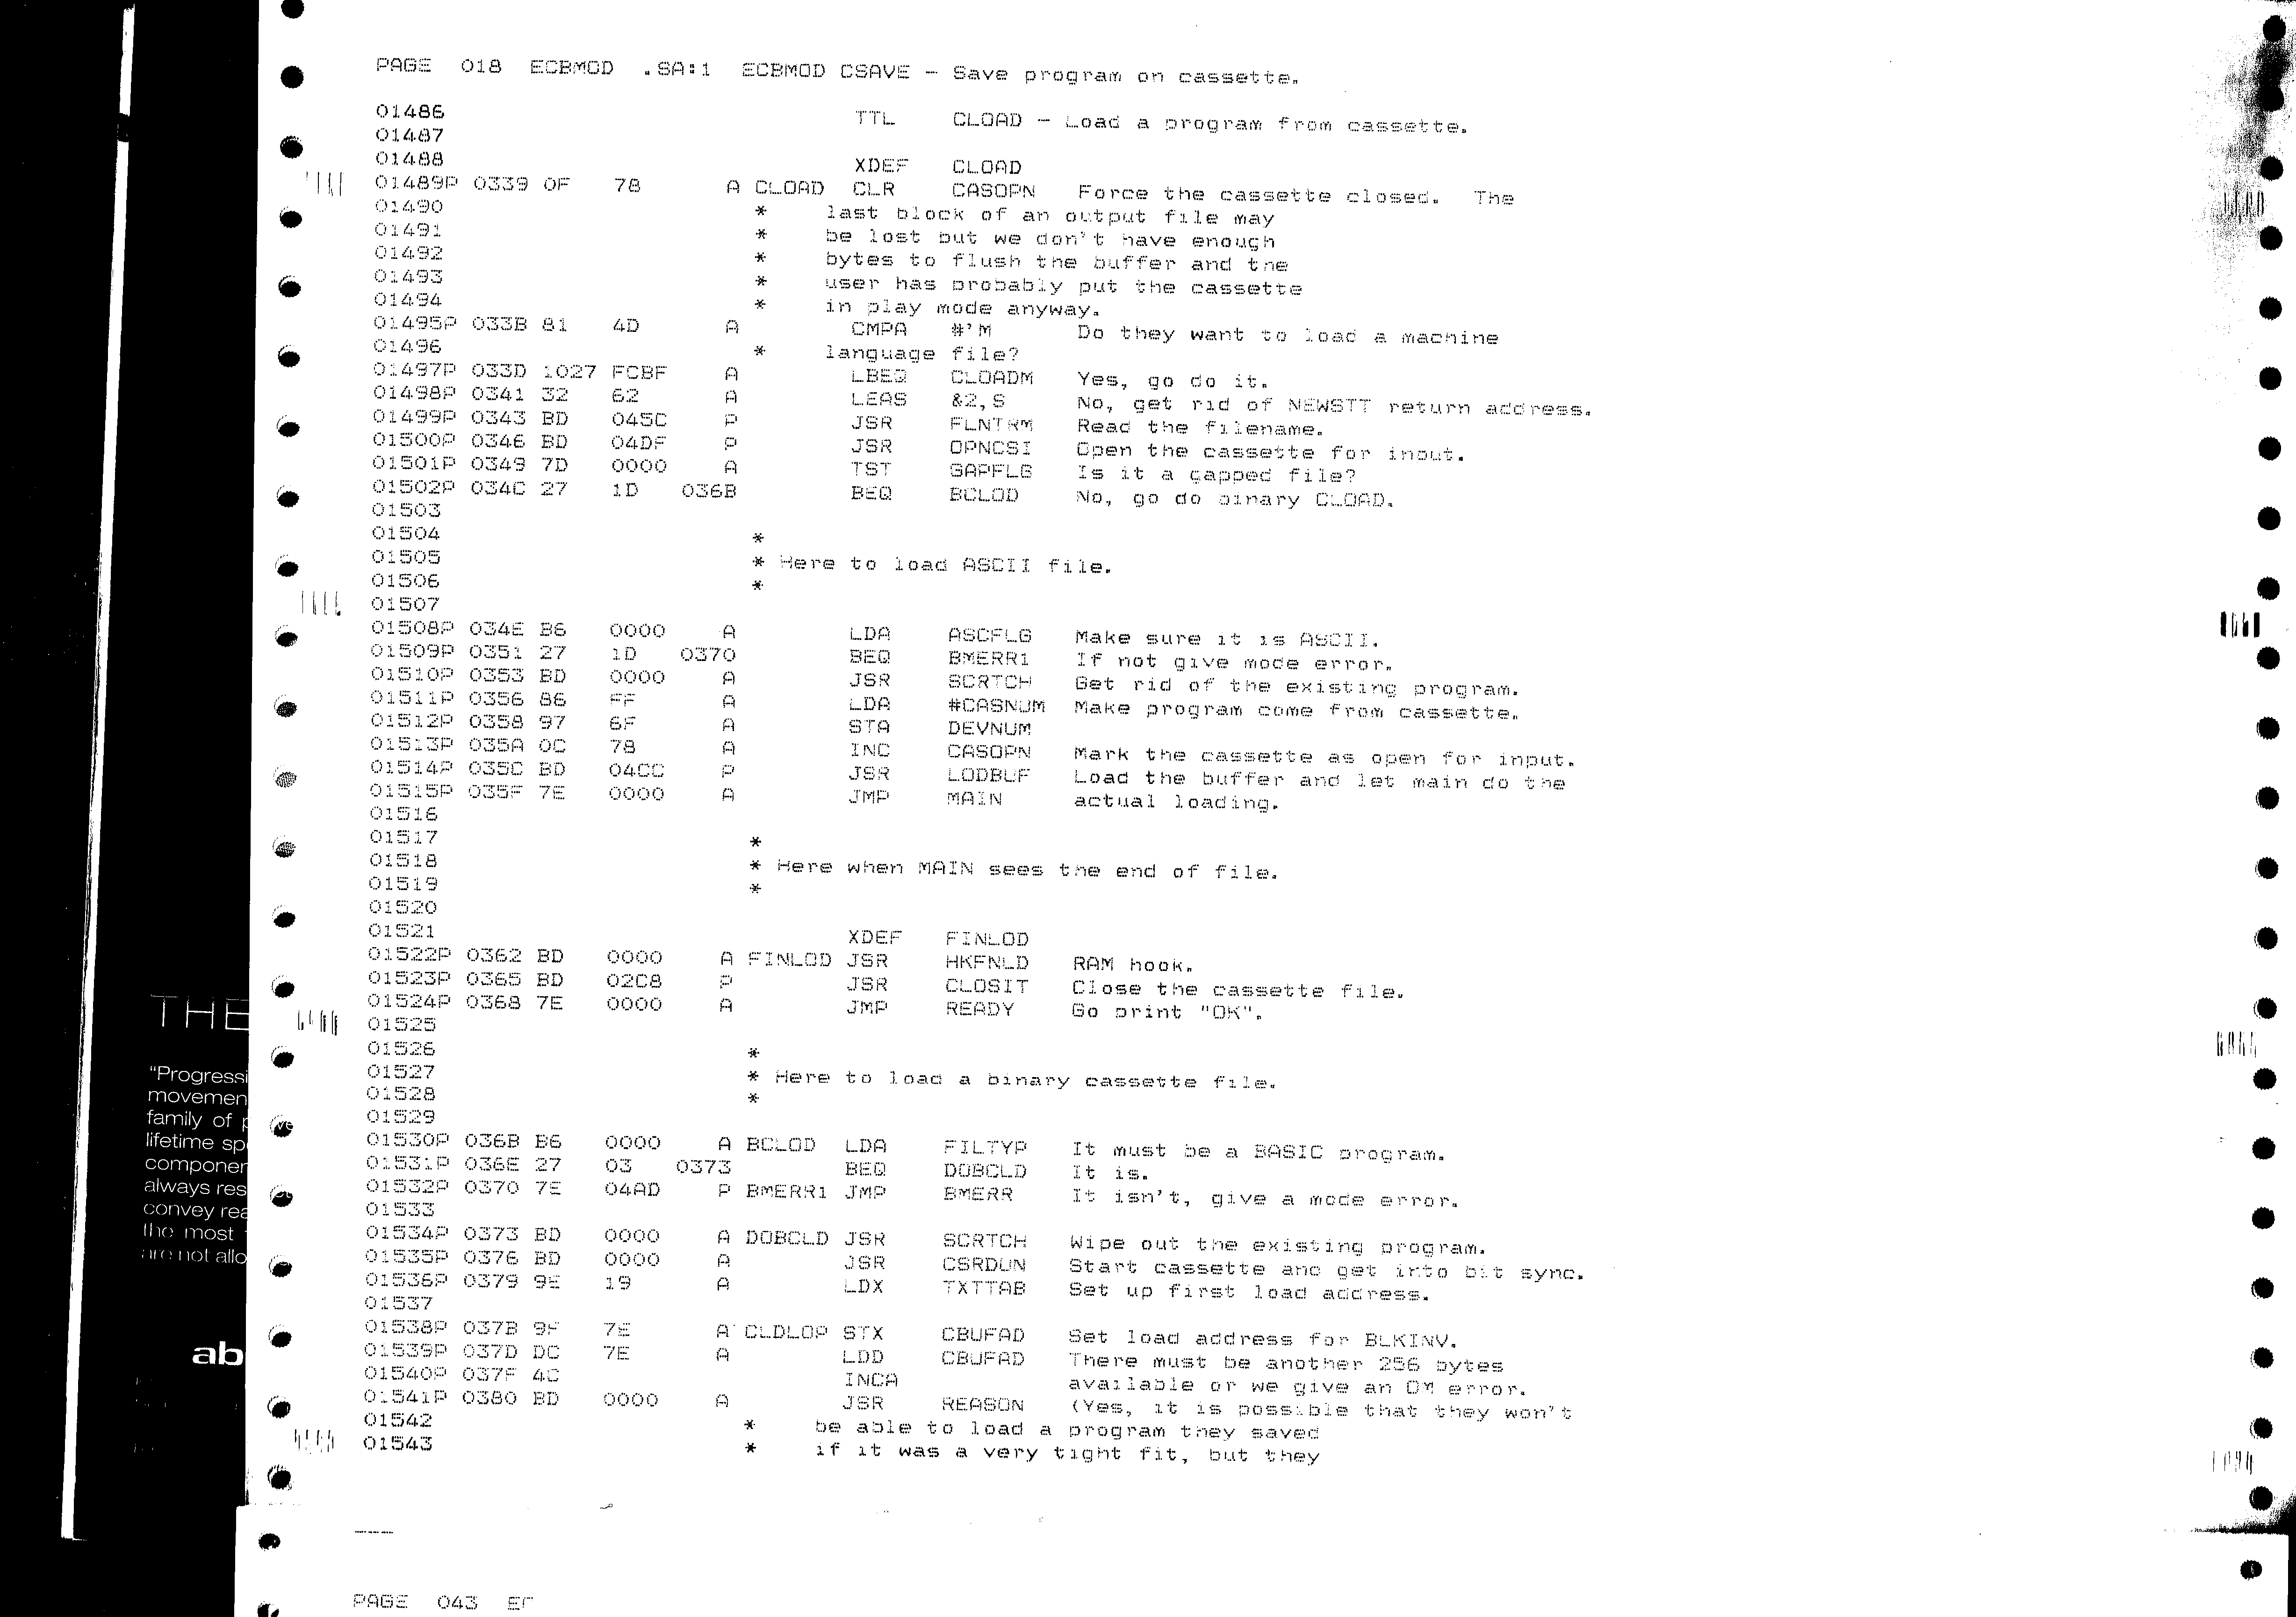 PAGE 018 ECBMOD .SA:1 ECBMOD CSAVE - Save program on cassette.
01486 TTL CLOAD - Load a program from cassette.
01487
01488 XDEF CLOAD
01489P 0339 0F 78 A CLOAD CLR CASOPN Force the cassette closed. The
01490 * last block of an output file may
01491 * be lost but we don't have enough
01492 * bytes to flush the buffer and the
01493 * user has probably put the cassette
01494 * in play mode anyway.
01495P 033B 81 4D A CMPA #'M Do they want to load a machine
01496 * language file?
01497P 033D 1027 FCBF A LBEQ CLOADM Yes, go do it.
01498P 0341 32 62 A LEAS &2,S No, get rid of NEWSTT return address.
01499P 0343 BD 045C P JSR FLNTRM Read the filename.
01500P 0346 BD 04DF P JSR OPNCSI Open the cassette for input.
01501P 0349 7D 0000 A TST GAPFLG Is it a gapped file?
01502P 034C 27 1D 036B BEQ BCLOD No, go do binary CLOAD.
01503
01504 *
01505 * Here to load ASCII file.
01506 *
01507
01508P 034E B6 0000 A LDA ASCFLG Make sure it is ASCII.
01509P 0351 27 1D 0370 BEQ BMERR1 If not give mode error.
01510P 0353 BD 0000 A JSR SCRTCH Get rid of the existing program.
01511P 0356 86 FF A LDA #CASNUM Make program come from cassette.
01512P 0358 97 6F A STA DEVNUM
01513P 035A 0C 78 A INC CASOPN Mark the cassette as open for input.
01514P 035C BD 04CC P JSR LODBUF Load the buffer and let main do the
01515P 035F 7E 0000 A JMP MAIN actual loading.
01516
01517 *
01518 * Here when MAIN sees the end of file.
01519 *
01520
01521 XDEF FINLOD
01522P 0362 BD 0000 A FINLOD JSR HKFNLD RAM hook.
01523P 0365 BD 02C8 P JSR CLOSIT Close the cassette file.
01524P 0368 7E 0000 A JMP READY Go print "OK".
01525
01526 *
01527 * Here to load a binary cassette file.
01528 *
01529
01530P 036B B6 0000 A BCLOD LDA FILTYP It must be a BASIC program.
01531P 036E 27 03 0373 BEQ DOBCLD It is.
01532P 0370 7E 04AD P BMERR1 JMP BMERR It isn't, give a mode error.
01533
01534P 0373 BD 0000 A DOBCLD JSR SCRTCH Wipe out the existing program.
01535P 0376 BD 0000 A JSR CSRDUN Start cassette and get into bit sync.
01536P 0379 9E 19 A LDX TXTTAB Set up first load address.
01537
01538P 037B 9F 7E A CLDLOP STX CBUFAD Set load address for BLKINV.
01539P 037D DC 7E A LDD CBUFAD There must be another 256 bytes
01540P 037F 4C INCA available or we give an OM error.
01541P 0380 BD 0000 A JSR REASON (Yes, it is possible that they won't
01542 * be able to load a program they saved
01543 * if it was a very tight fit, but they
PAGE 043
THE
"Progressi
movemen
family of p
lifetime sp
componer
always res
convey rea
the most
are not allo
ab